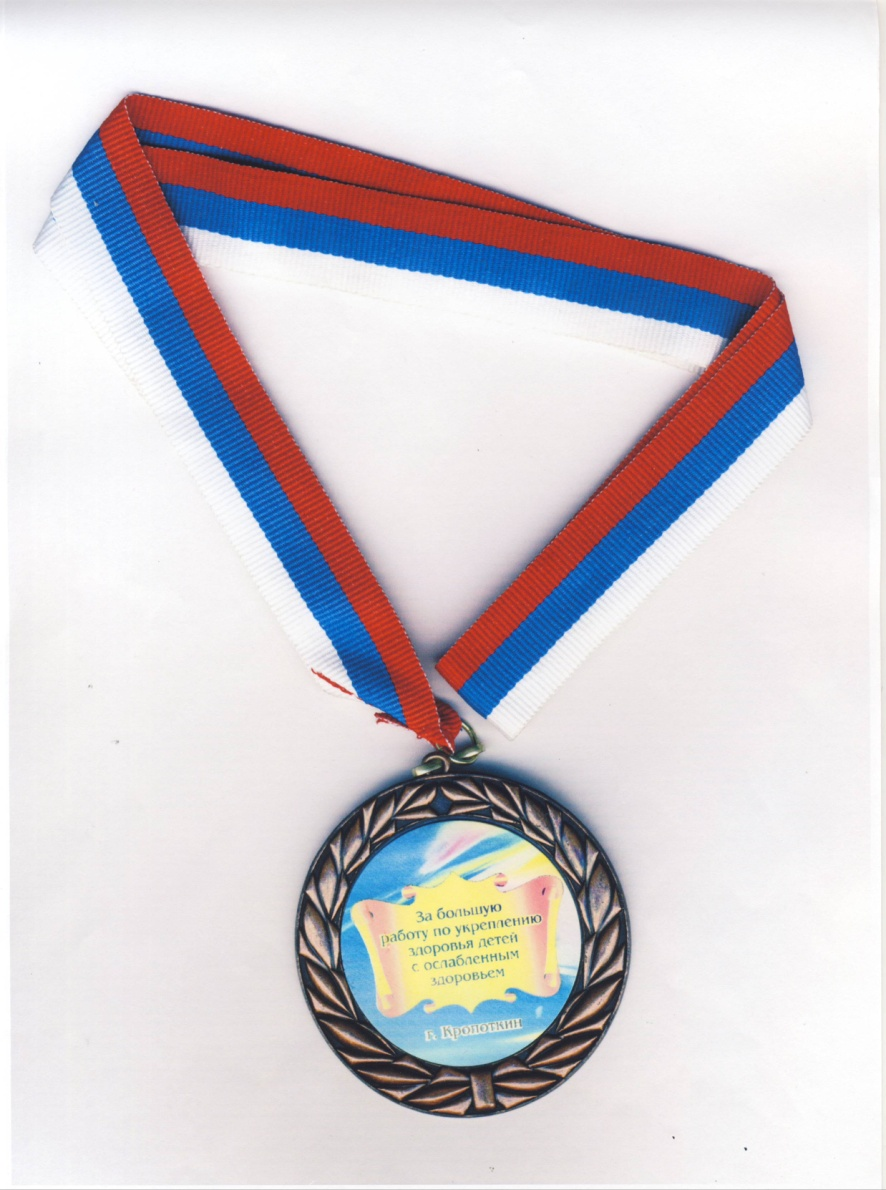 За большую
работу по укреплению
здоровья детей
с ослабленным
здоровьем
г. Кропоткин